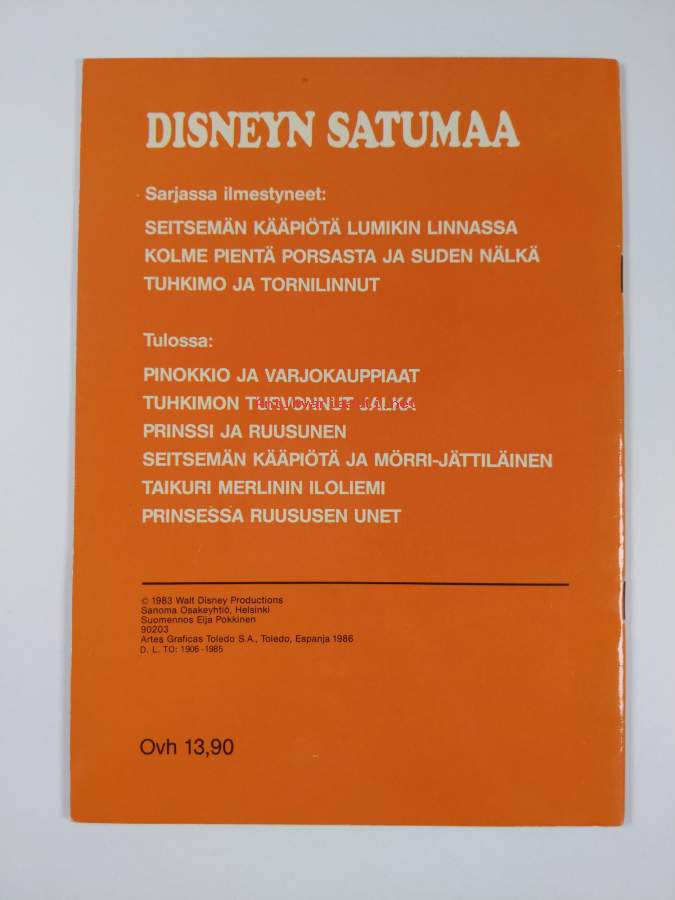 DISNEYN SATUMAA
Sarjassa ilmestyneet:
SEITSEMÄN KÄÄPIÖTÄ LUMIKIN LINNASSA
KOLME PIENTÄ PORSASTA JA SUDEN NÄLKÄ
TUHKIMO JA TORNILINNUT
Tulossa:
PINOKKIO JA VARJOKAUPPIAAT
TUHKIMON JALKA
PRINSSI JA RUUSUNEN
SEITSEMÄN KÄÄPIÖTÄ JA MÖRRI-JÄTTILÄINEN
TAIKURI MERLININ ILOLIEMI
PRINSESSA RUUSUSEN UNET
© 1983 Walt Disney Productions
Sanoma Osakeyhtiö, Helsinki
Suomennos Eija Pokkinen
90203
Artes Graficas Toledo S.A., Toledo, Espanja 1986
D. L. TO: 1906 -1985
Ovh 13,90